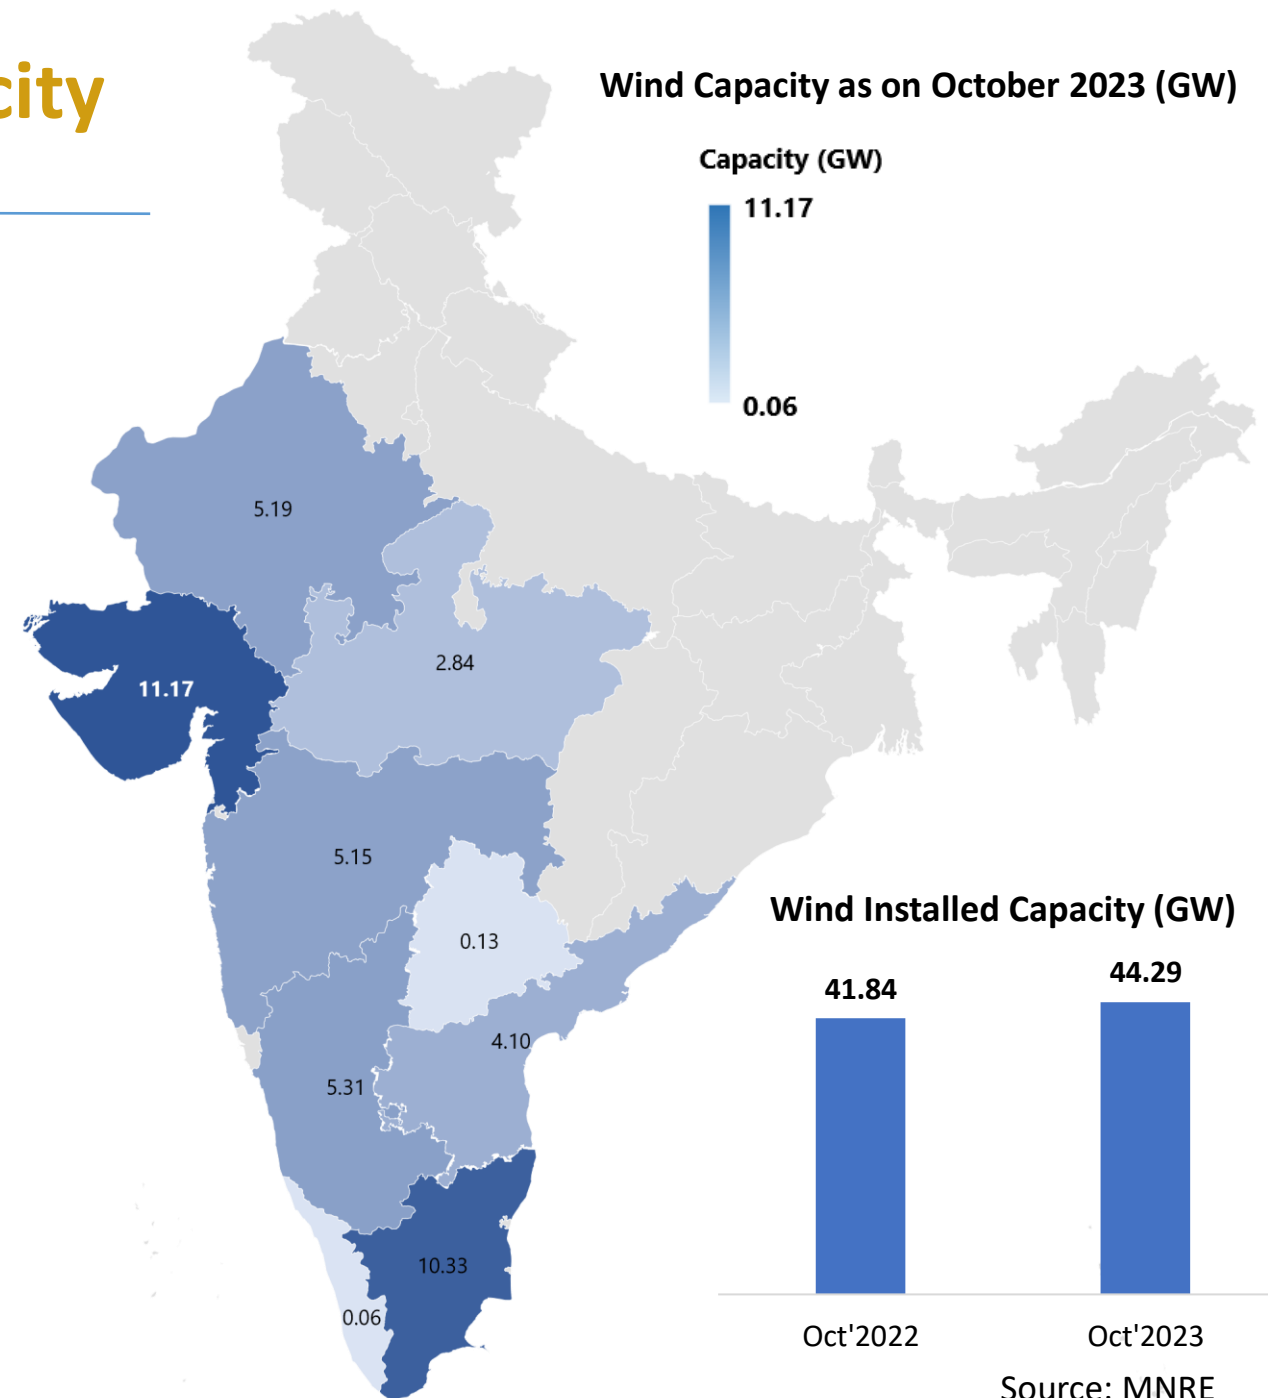 city
Wind Capacity as on October 2023 (GW)
Capacity (GW)
11.17
0.06
5.19
2.84
11.17
5.15
0.13
4.10
5.31
10.33
0.06
Wind Installed Capacity (GW)
41.84
44.29
Oct'2022
Oct'2023
Source: MNRE